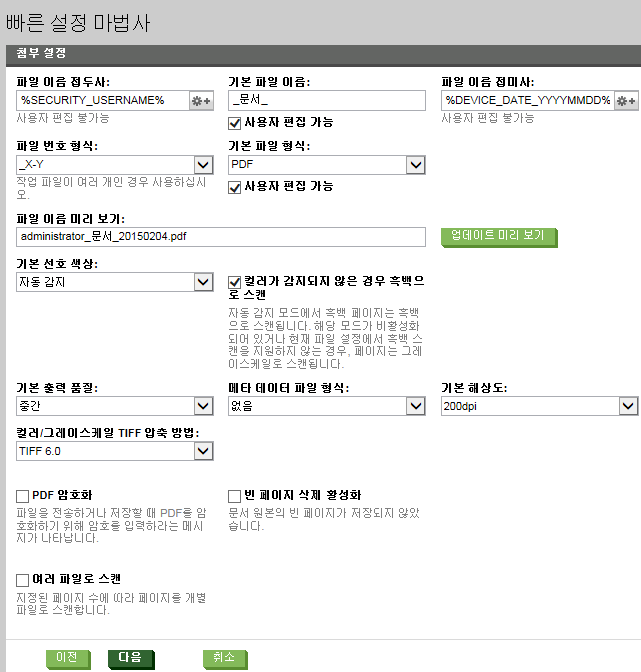 빠른 설정 마법사
첨부 설정
파일 이름 접두사:
기본 파일 이름:
파일 이름 접미사:
%SECURITY_USERNAME%
_문서_
%DEVICE_DATE_YYYYMMDD%
사용자 편집 불가능
사용자 편집 가능
사용자 편집 불가능
파일 번호 형식:
기본 파일 형식:
_X-Y
PDF
작업 파일이 여러 개인 경우 사용하십시
오.
사용자 편집 가능
파일 이름 미리 보기:
administrator_문서_20150204.pdf
업데이트 미리 보기
기본 선호 색상:
자동 감지
컬러가 감지되지 않은 경우 흑백으
로 스캔
자동 감지 모드에서 흑백 페이지는 흑백
으로 스캔됩니다. 해당 모드가 비활성화
되어 있거나 현재 파일 설정에서 흑백 스
캔을 지원하지 않는 경우, 페이지는 그레
이스케일로 스캔됩니다.
기본 출력 품질:
메타 데이터 파일 형식:
기본 해상도:
중간
없음
200dpi
컬러/그레이스케일 TIFF 압축 방법:
TIFF 6.0
PDF 암호화
파일을 전송하거나 저장할 때 PDF을 암
호화하기 위해 암호을 입력하라는 메시
지가 나타납니다.
빈 페이지 삭제 활성화
문서 원본의 빈 페이지가 저장되지 않았
습니다.
여러 파일로 스캔
지정된 페이지 수에 따라 페이지를 개별
파일로 스캔합니다.
이전
다음
취소